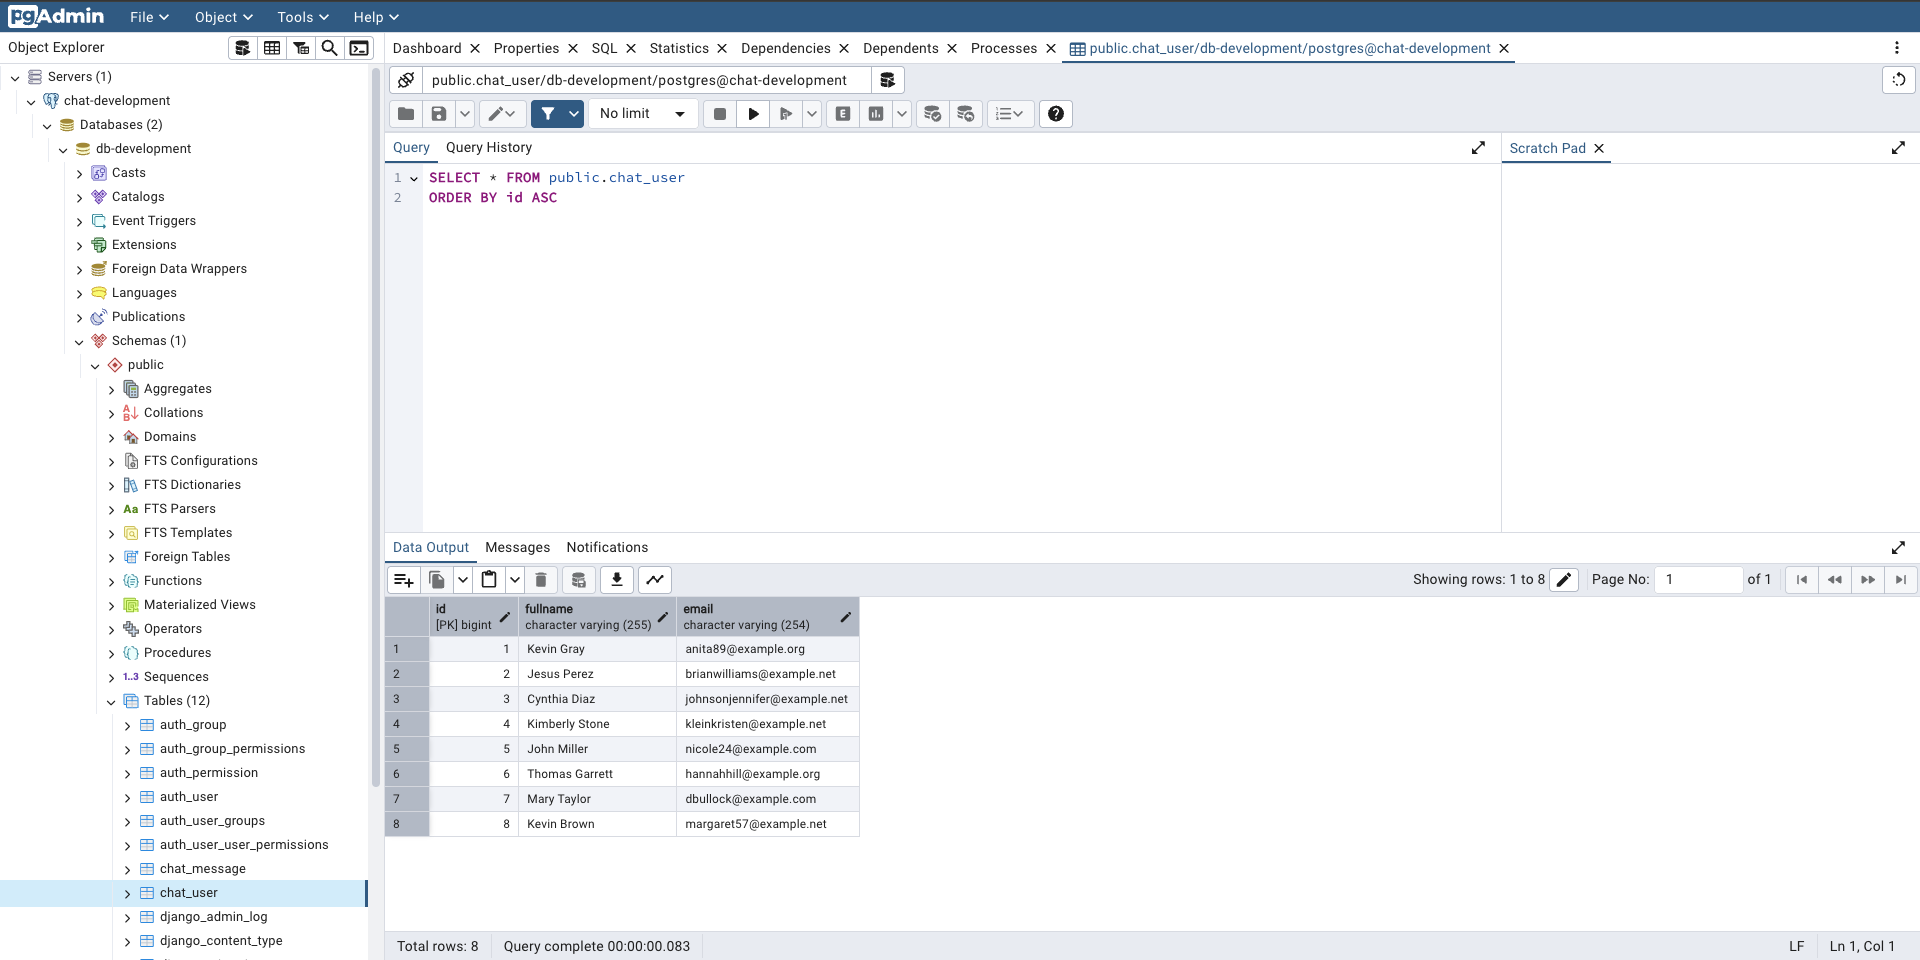 pgAdmin File Object Tools Help
Object Explorer
Dashboard Properties SQL Statistics Dependencies Dependents Processes public.chat_user/db-development/postgres@chat-development
public.chat_user/db-development/postgres@chat-development
No limit
E
Servers (1)
chat-development
Databases (2)
db-development
Casts
Catalogs
Event Triggers
Extensions
Foreign Data Wrappers
Languages
Publications
Schemas (1)
public
Aggregates
Collations
Domains
FTS Configurations
FTS Dictionaries
Aa FTS Parsers
FTS Templates
Foreign Tables
Functions
Materialized Views
Operators
Procedures
1..3 Sequences
Tables (12)
auth_group
auth_group_permissions
auth_permission
auth_user
auth_user_groups
auth_user_user_permissions
chat_message
chat_user
django_admin_log
django_content_type
Query Query History
Scratch Pad
1 SELECT * FROM public.chat_user
2 ORDER BY id ASC
Data Output Messages Notifications
Showing rows: 1 to 8 Page No: 1 of 1
id fullname email
[PK] bigint character varying (255) character varying (254)
1 1 Kevin Gray anita89@example.org
2 2 Jesus Perez brianwilliams@example.net
3 3 Cynthia Diaz johnsonjennifer@example.net
4 4 Kimberly Stone kleinkristen@example.net
5 5 John Miller nicole24@example.com
6 6 Thomas Garrett hannahhill@example.org
7 7 Mary Taylor dbullock@example.com
8 8 Kevin Brown margaret57@example.net
Total rows: 8 Query complete 00:00:00.083 LF Ln 1, Col 1